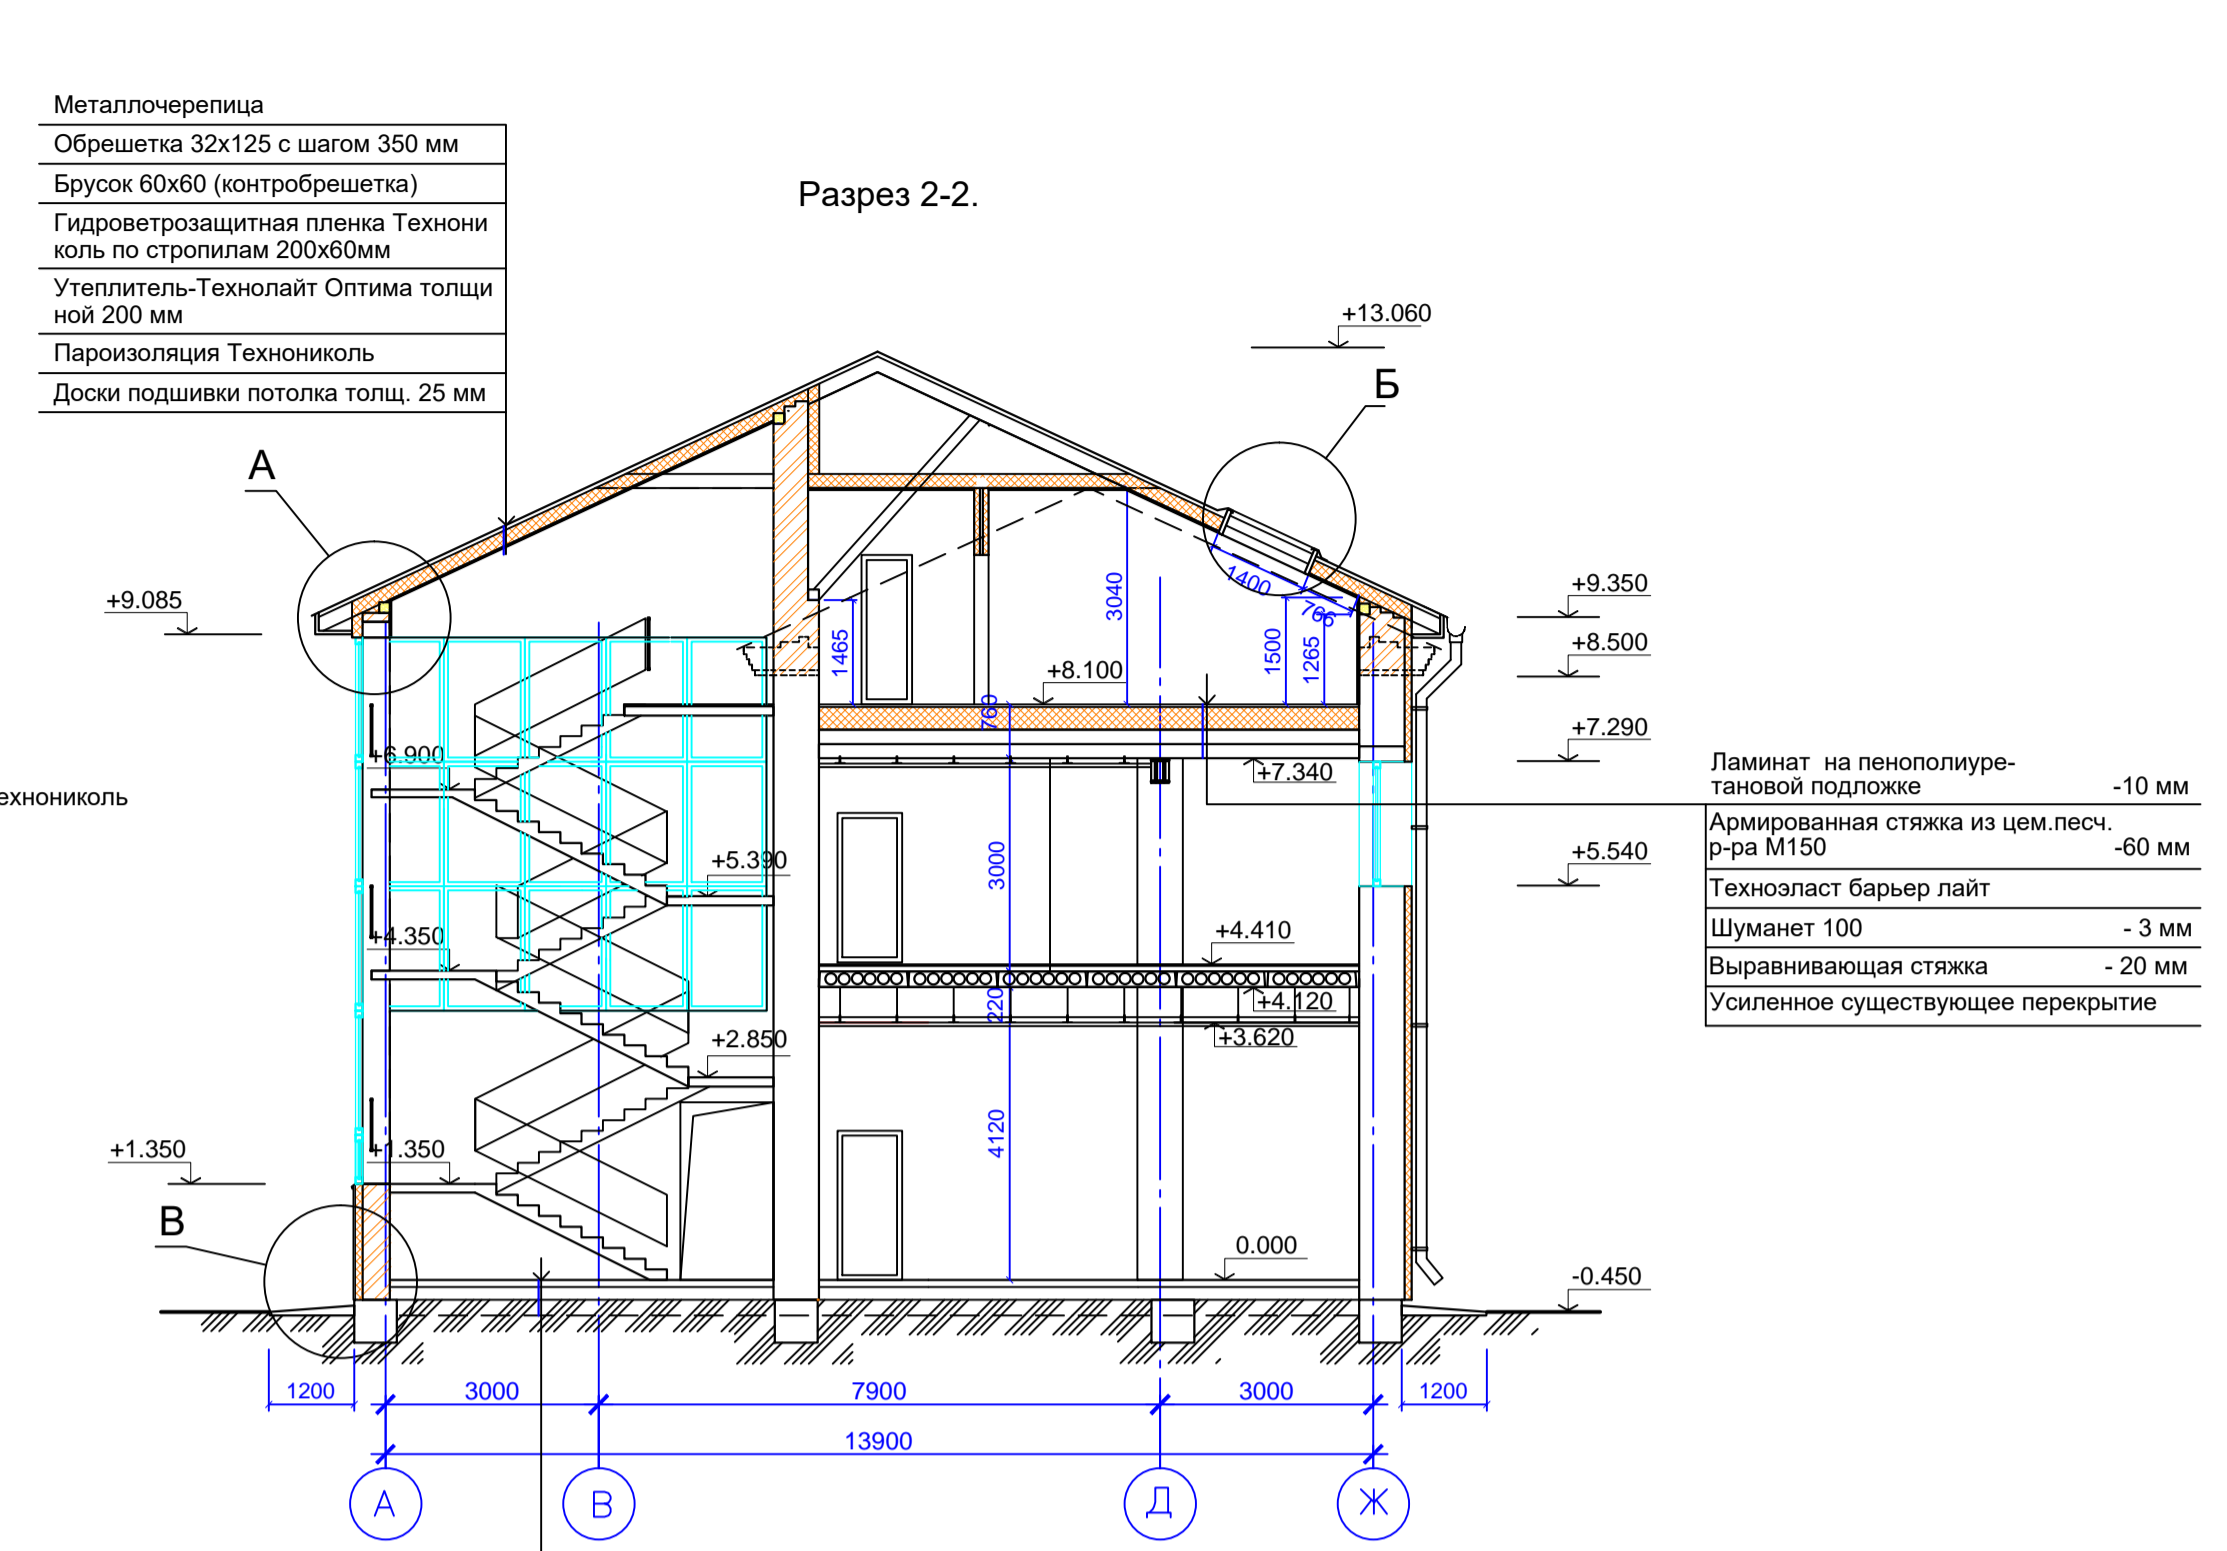 Металлочерепица
Обрешетка 32х125 с шагом 350 мм
Брусок 60х60 (контробрешетка)
Гидроветрозащитная пленка Технони
коль по стропилам 200х60мм
Утеплитель-Технолайт Оптима толщи
ной 200 мм
Пароизоляция Технониколь
Доски подшивки потолка толщ. 25 мм
Разрез 2-2.
+13.060
Б
А
+9.085
+9.350
+8.500
+7.290
+5.540
-0.450
1400
766
3040
1465
1500
1265
+8.100
760
+6.900
+7.340
ехнониколь
+5.390
3000
+4.350
+4.410
220
+4.120
+2.850
+3.620
4120
+1.350
+1.350
В
0.000
Ламинат на пенополиуре-
тановой подложке -10 мм
Армированная стяжка из цем.песч.
р-ра М150 -60 мм
Техноэласт барьер лайт
Шуманет 100 - 3 мм
Выравнивающая стяжка - 20 мм
Усиленное существующее перекрытие
1200 3000 7900 3000 1200
13900
А В Д Ж